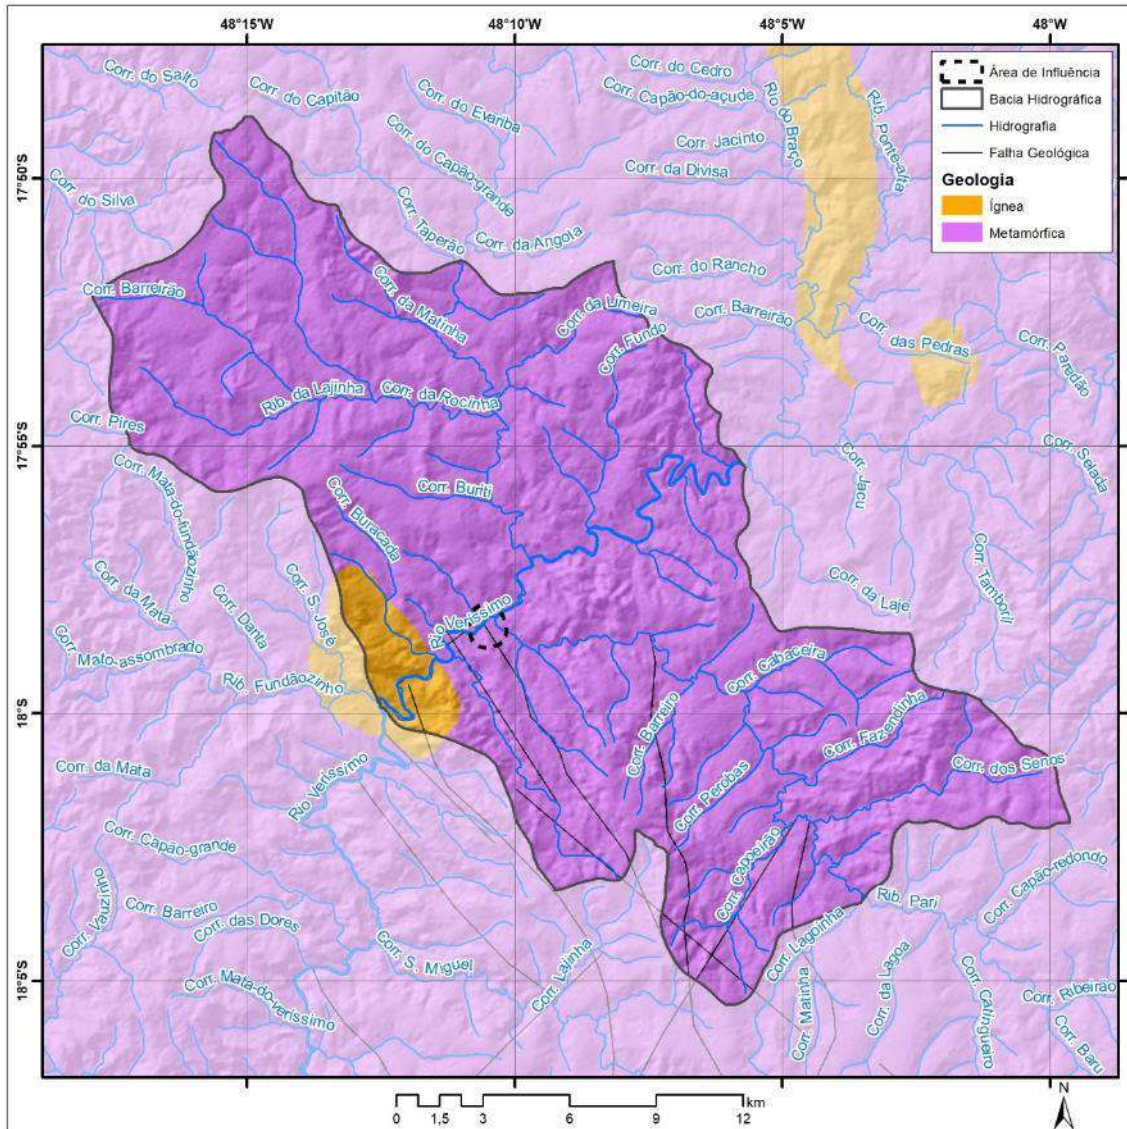 48°15'W
48°10'W
48°5'W
48°W
17°50'S
17°55'S
18°S
18°5'S
Área de Influência
Bacia Hidrográfica
Hidrografia
Falha Geológica
Geologia
Ígnea
Metamórfica
Corr. do Salto
Corr. do Capitão
Corr. do Evariba
Corr. do Cedro
Corr. Capão-do-açude
Rio do Braço
Rib. Ponte-alta
Corr. do Capão-grande
Corr. Jacinto
Corr. da Divisa
Corr. do Silva
Corr. Taperão
Corr. da Angola
Corr. do Rancho
Corr. Barreirão
Corr. da Matinha
Corr. da Limeira
Corr. Barreirão
Corr. Fundo
Corr. das Pedras
Corr. Paredão
Rib. da Lajinha
Corr. da Rocinha
Corr. Pires
Corr. Mata-do-fundãozinho
Corr. Buriti
Corr. Jacu
Corr. Selada
Corr. Buracada
Corr. da Mata
Corr. Danta
Corr. S. José
Corr. da Laje
Corr. Tamboril
Rio Veríssimo
Corr. Mato-assombrado
Rib. Fundãozinho
Corr. Cabaceira
Corr. Barreiro
Corr. Fazendinha
Corr. da Mata
Rio Veríssimo
Corr. dos Senos
Corr. Perobas
Corr. Capão-grande
Corr. Capoeirão
Corr. Capão-redondo
Corr. Vauzinho
Corr. Barreiro
Corr. das Dores
Rib. Pari
Corr. Lagoinha
Corr. S. Miguel
Corr. Lajinha
Corr. da Lagoa
Corr. Matinha
Corr. Mata-do-veríssimo
Corr. Catingueiro
Corr. Ribeirão
Corr. Baru
0 1,5 3 6 9 12 km
N